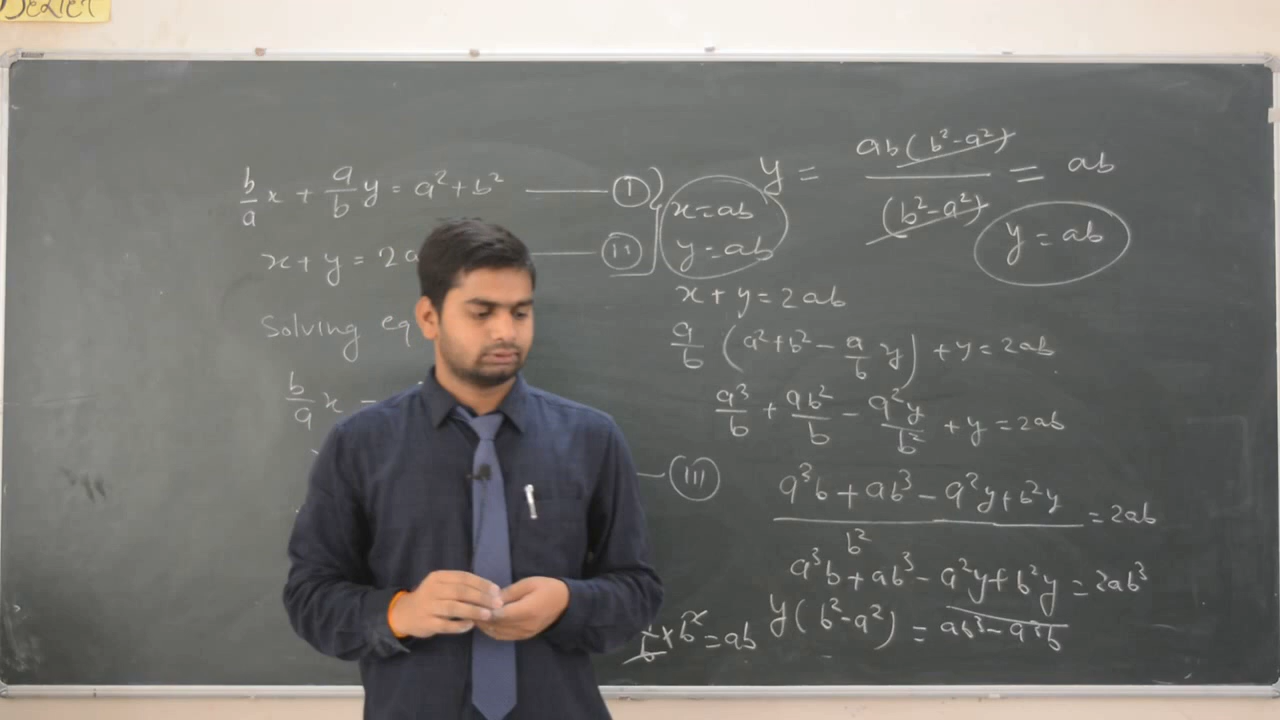 b/a x + a/b y = a² + b² —— (I)
x + y = 2a —— (II)
Solving eq
b/a x =
(III)
x = ab
y = ab
y = ab(b²-a²)/(b²-a²) = ab
y = ab
x + y = 2ab
a/b (a² + b² - a/b y) + y = 2ab
a³/b + ab²/b - a²y/b² + y = 2ab
(a³b + ab³ - a²y + b²y)/b² = 2ab
a³b + ab³ - a²y + b²y = 2ab³
y(b² - a²) = ab³ - a³b
× b² = ab